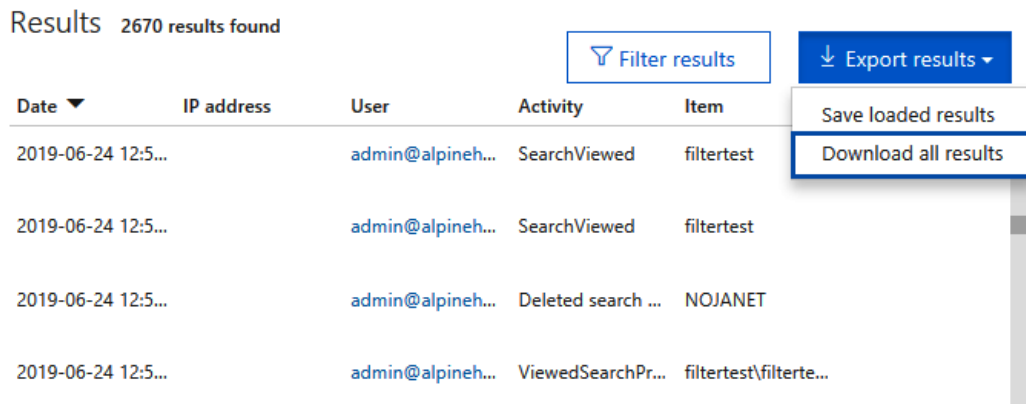 Results 2670 results found
Filter results
Export results
Date IP address User Activity Item
Save loaded results
Download all results
2019-06-24 12:5... admin@alpineh... SearchViewed filtertest
2019-06-24 12:5... admin@alpineh... SearchViewed filtertest
2019-06-24 12:5... admin@alpineh... Deleted search ... NOJANET
2019-06-24 12:5... admin@alpineh... ViewedSearchPr... filtertest\filterte...